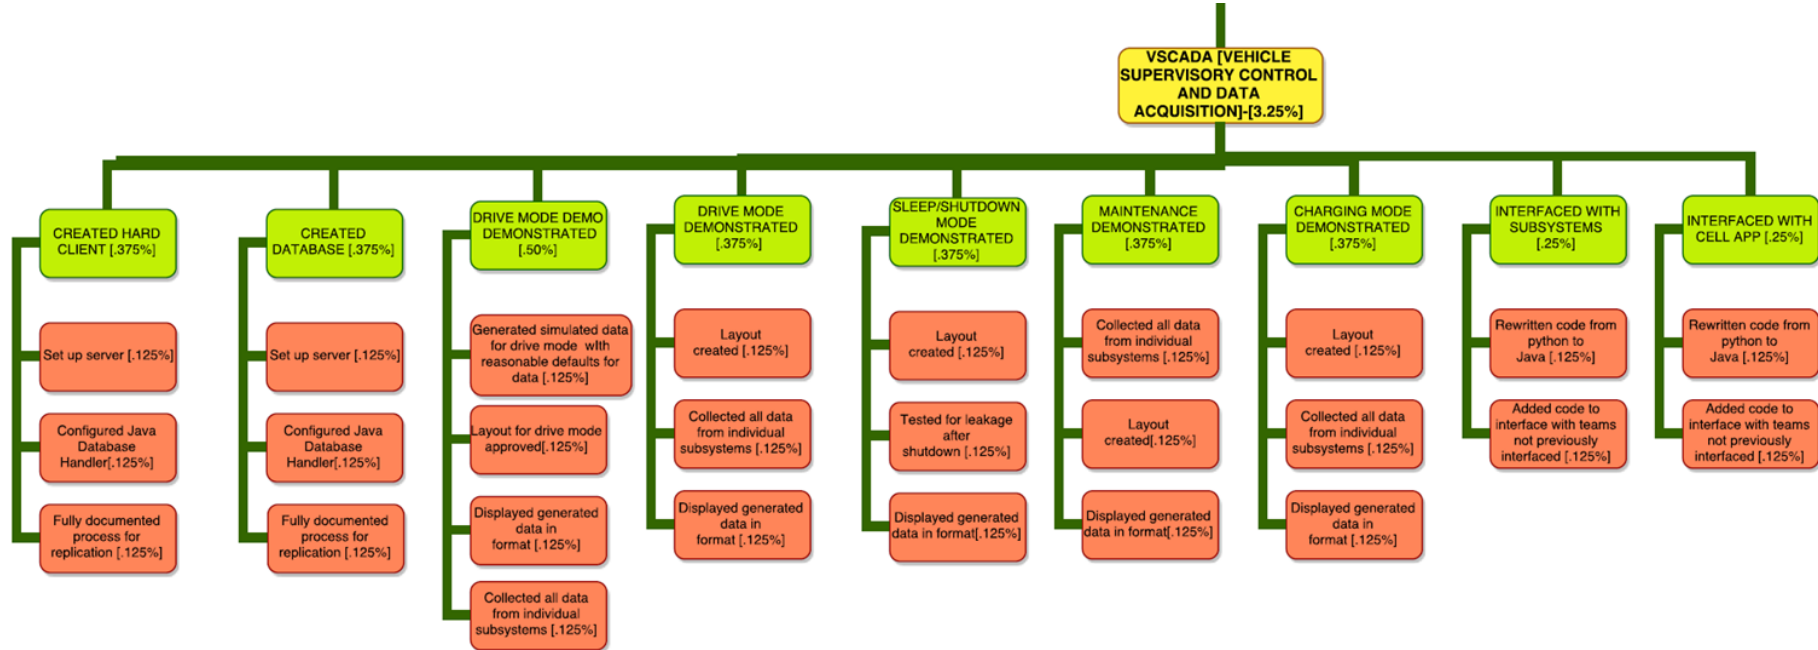 VSCADA [VEHICLE
SUPERVISORY CONTROL
AND DATA
ACQUISITION]-[3.25%]
CREATED HARD
CLIENT [.375%]
Set up server [.125%]
Configured Java
Database
Handler[.125%]
Fully documented
process for
replication [.125%]
CREATED
DATABASE [.375%]
Set up server [.125%]
Configured Java
Database
Handler[.125%]
Fully documented
process for
replication [.125%]
DRIVE MODE DEMO
DEMONSTRATED
[.50%]
Generated simulated data
for drive mode wIth
reasonable defaults for
data [.125%]
Layout for drive mode
approved[.125%]
Displayed generated
data in
format [.125%]
Collected all data
from individual
subsystems [.125%]
DRIVE MODE
DEMONSTRATED
[.375%]
Layout
created [.125%]
Collected all data
from individual
subsystems [.125%]
Displayed generated
data in
format [.125%]
SLEEP/SHUTDOWN
MODE
DEMONSTRATED
[.375%]
Layout
created [.125%]
Tested for leakage
after
shutdown [.125%]
Displayed generated
data in format[.125%]
MAINTENANCE
DEMONSTRATED
[.375%]
Collected all data
from individual
subsystems [.125%]
Layout
created[.125%]
Displayed generated
data in format[.125%]
CHARGING MODE
DEMONSTRATED
[.375%]
Layout
created [.125%]
Collected all data
from individual
subsystems [.125%]
Displayed generated
data in
format [.125%]
INTERFACED WITH
SUBSYSTEMS
[.25%]
Rewritten code from
python to
Java [.125%]
Added code to
interface with teams
not previously
interfaced [.125%]
INTERFACED WITH
CELL APP [.25%]
Rewritten code from
python to
Java [.125%]
Added code to
interface with teams
not previously
interfaced [.125%]